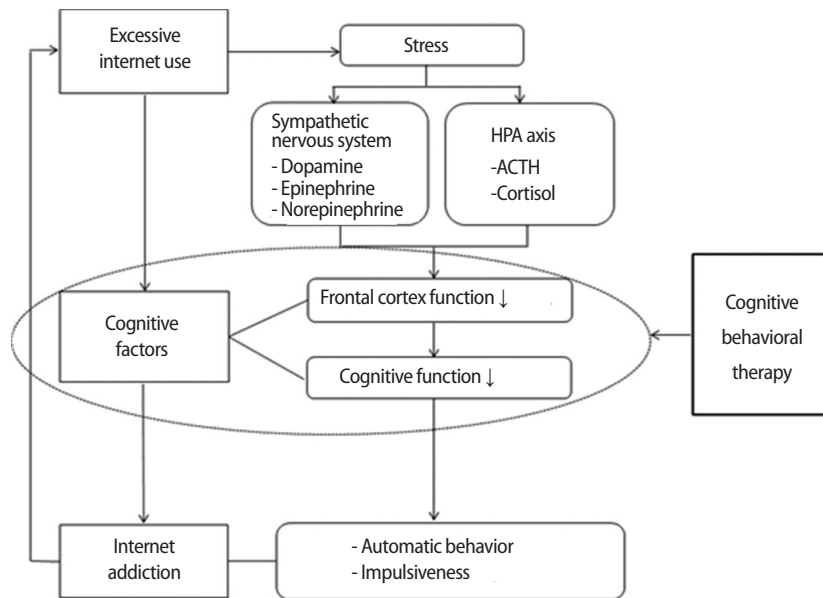 Excessive
internet use
Stress
Sympathetic
nervous system
- Dopamine
- Epinephrine
- Norepinephrine
HPA axis
-ACTH
-Cortisol
Frontal cortex function ↓
Cognitive
factors
Cognitive function ↓
Cognitive
behavioral
therapy
Internet
addiction
- Automatic behavior
- Impulsiveness